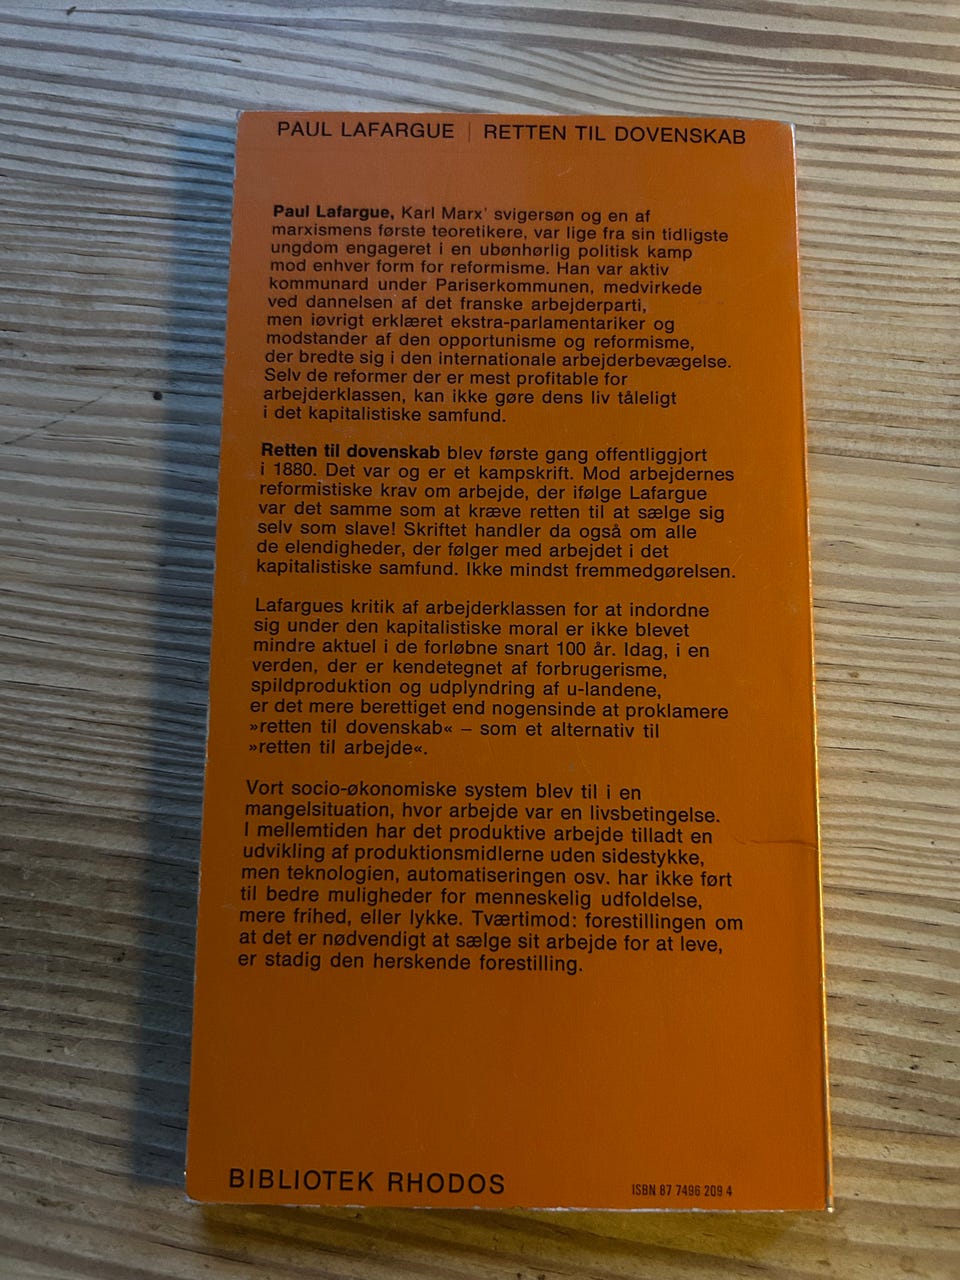 PAUL LAFARGUE | RETTEN TIL DOVENSKAB
Paul Lafargue, Karl Marx' svigersøn og en af
marxismens første teoretikere, var lige fra sin tidligste
ungdom engageret i en ubønhørlig politisk kamp
mod enhver form for reformisme. Han var aktiv
kommunard under Pariserkommunen, medvirkede
ved dannelsen af det franske arbejderparti,
men iøvrigt erklæret ekstra-parlamentariker og
modstander af den opportunisme og reformisme,
der bredte sig i den internationale arbejderbevægelse.
Selv de reformer der er mest profitable for
arbejderklassen, kan ikke gøre dens liv tåleligt
i det kapitalistiske samfund.
Retten til dovenskab blev første gang offentliggjort
i 1880. Det var og er et kampskrift. Mod arbejdernes
reformistiske krav om arbejde, der ifølge Lafargue
var det samme som at kræve retten til at sælge sig
selv som slave! Skriftet handler da også om alle
de elendigheder, der følger med arbejdet i det
kapitalistiske samfund. Ikke mindst fremmedgørelsen.
Lafargues kritik af arbejderklassen for at indordne
sig under den kapitalistiske moral er ikke blevet
mindre aktuel i de forløbne snart 100 år. Idag, i en
verden, der er kendetegnet af forbrugerisme,
spildproduktion og udplyndring af u-landene,
er det mere berettiget end nogensinde at proklamere
»retten til dovenskab« – som et alternativ til
»retten til arbejde«.
Vort socio-økonomiske system blev til i en
mangelsituation, hvor arbejde var en livsbetingelse.
I mellemtiden har det produktive arbejde tilladt en
udvikling af produktionsmidlerne uden sidestykke,
men teknologien, automatiseringen osv. har ikke ført
til bedre muligheder for menneskelig udfoldelse,
mere frihed, eller lykke. Tværtimod: forestillingen om
at det er nødvendigt at sælge sit arbejde for at leve,
er stadig den herskende forestilling.
BIBLIOTEK RHODOS
ISBN 87 7496 209 4